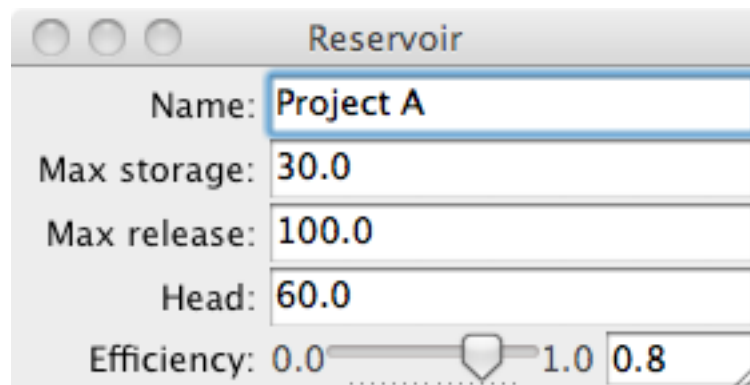 Reservoir
Name: Project A
Max storage: 30.0
Max release: 100.0
Head: 60.0
Efficiency: 0.0 1.0 0.8